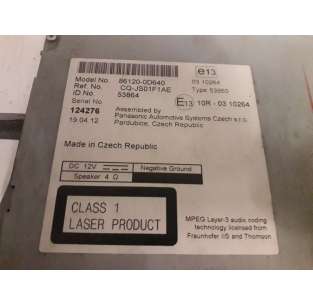 Model No. 86120-0D640
Ref. No. CQ-JS01F1AE
ID No. 53864
Serial No.
124276
19.04.12
e13
03 10264
Type 53860
E13 10R - 03 10264
Assembled by
Panasonic Automotive Systems Czech s.r.o.
Pardubice, Czech Republic
Made in Czech Republic
DC 12V Negative Ground
Speaker 4 Ω
CLASS 1
LASER PRODUCT
MPEG Layer-3 audio coding
technology licensed from
Fraunhofer IIS and Thomson